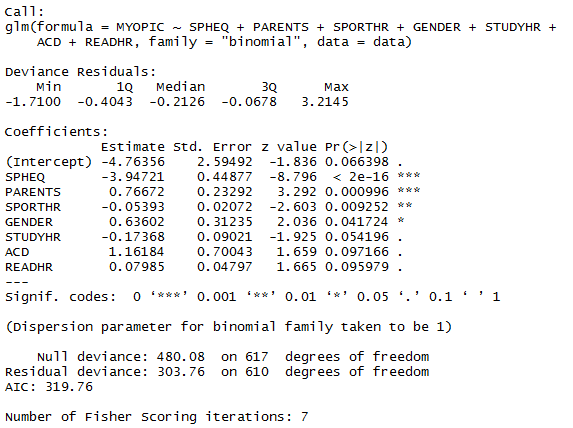 Call:
glm(formula = MYOPIC ~ SPHEQ + PARENTS + SPORTHR + GENDER + STUDYHR +
    ACD + READHR, family = "binomial", data = data)

Deviance Residuals:
    Min       1Q   Median       3Q      Max
-1.7100  -0.4043  -0.2126  -0.0678   3.2145

Coefficients:
            Estimate Std. Error z value Pr(>|z|)
(Intercept) -4.76356    2.59492  -1.836 0.066398 .
SPHEQ       -3.94721    0.44877  -8.796  < 2e-16 ***
PARENTS      0.76672    0.23292   3.292 0.000996 ***
SPORTHR     -0.05393    0.02072  -2.603 0.009252 **
GENDER       0.63602    0.31235   2.036 0.041724 *
STUDYHR     -0.17368    0.09021  -1.925 0.054196 .
ACD          1.16184    0.70043   1.659 0.097166 .
READHR       0.07985    0.04797   1.665 0.095979 .
---
Signif. codes:  0 ‘***’ 0.001 ‘**’ 0.01 ‘*’ 0.05 ‘.’ 0.1 ‘ ’ 1

(Dispersion parameter for binomial family taken to be 1)

    Null deviance: 480.08  on 617  degrees of freedom
Residual deviance: 303.76  on 610  degrees of freedom
AIC: 319.76

Number of Fisher Scoring iterations: 7